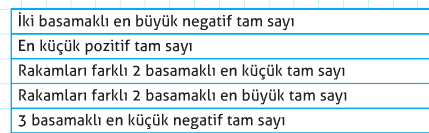 İki basamaklı en büyük negatif tam sayı
En küçük pozitif tam sayı
Rakamları farklı 2 basamaklı en küçük tam sayı
Rakamları farklı 2 basamaklı en büyük tam sayı
3 basamaklı en küçük negatif tam sayı